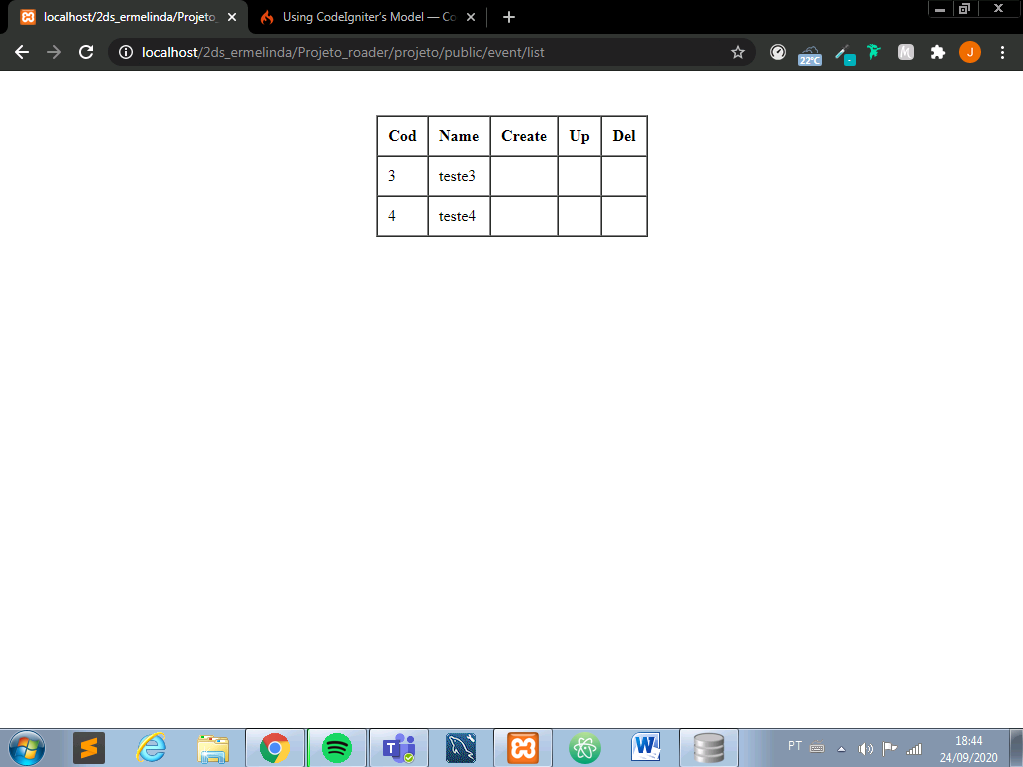 localhost/2ds_ermelinda/Projeto_
Using CodeIgniter's Model — Co
localhost/2ds_ermelinda/Projeto_roader/projeto/public/event/list
22°C
M
J
Cod Name Create Up Del
3 teste3
4 teste4
PT
18:44
24/09/2020